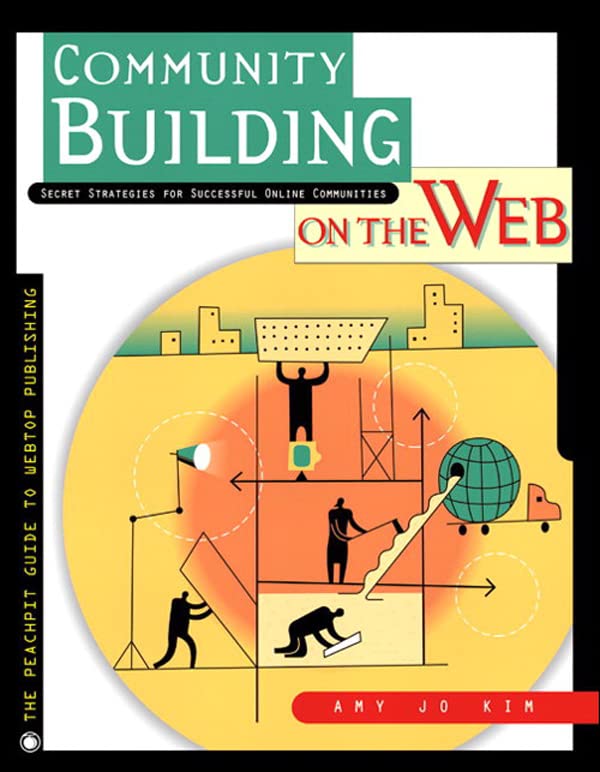 COMMUNITY
BUILDING
SECRET STRATEGIES FOR SUCCESSFUL ONLINE COMMUNITIES
ON THE WEB
THE PEACHPIT GUIDE TO WEBTOP PUBLISHING
AMY JO KIM